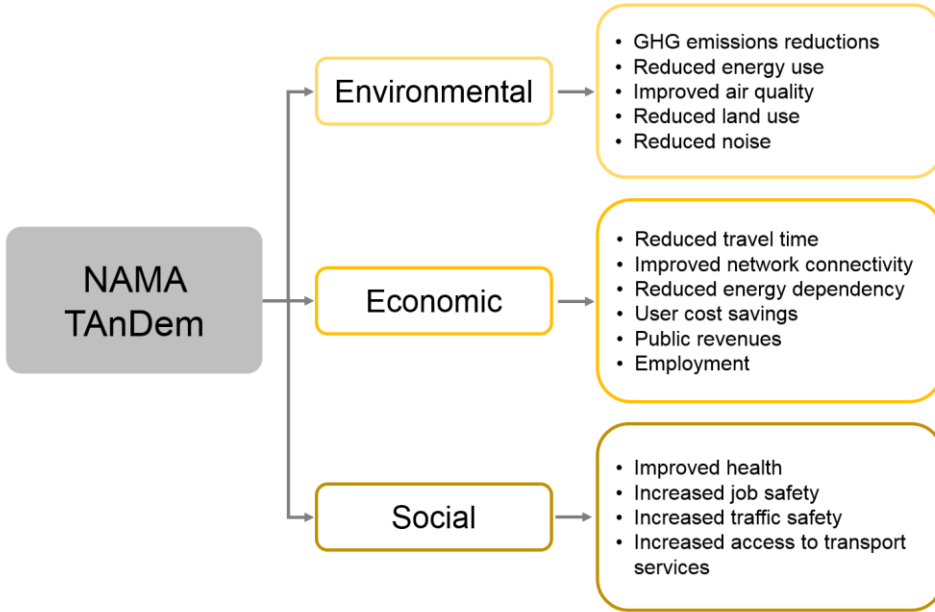 NAMA
TAnDem
Environmental
• GHG emissions reductions
• Reduced energy use
• Improved air quality
• Reduced land use
• Reduced noise
Economic
• Reduced travel time
• Improved network connectivity
• Reduced energy dependency
• User cost savings
• Public revenues
• Employment
Social
• Improved health
• Increased job safety
• Increased traffic safety
• Increased access to transport
services